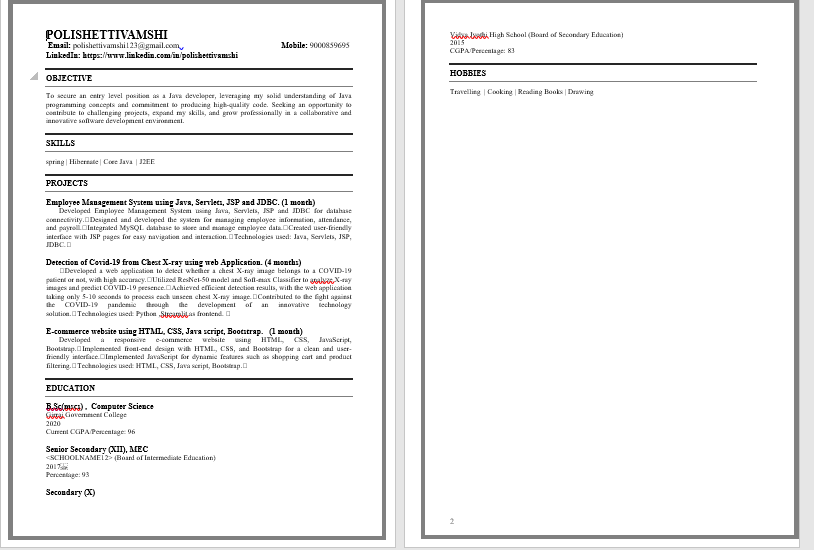 POLISHETTIVAMSHI
Email: polishettivamshi123@gmail.com Mobile: 9000859695
LinkedIn: https://www.linkedin.com/in/polishettivamshi
OBJECTIVE
To secure an entry level position as a Java developer, leveraging my solid understanding of Java
programming concepts and commitment to producing high-quality code. Seeking an opportunity to
contribute to challenging projects, expand my skills, and grow professionally in a collaborative and
innovative software development environment.
SKILLS
spring | Hibernate | Core Java | J2EE
PROJECTS
Employee Management System using Java, Servlets, JSP and JDBC. (1 month)
Developed Employee Management System using Java, Servlets, JSP and JDBC for database
connectivity.□Designed and developed the system for managing employee information, attendance,
and payroll.□Integrated MySQL database to store and manage employee data.□Created user-friendly
interface with JSP pages for easy navigation and interaction.□Technologies used: Java, Servlets, JSP,
JDBC.□
Detection of Covid-19 from Chest X-ray using web Application. (4 months)
□Developed a web application to detect whether a chest X-ray image belongs to a COVID-19
patient or not, with high accuracy.□Utilized ResNet-50 model and Soft-max Classifier to analyze X-ray
images and predict COVID-19 presence.□Achieved efficient detection results, with the web application
taking only 5-10 seconds to process each unseen chest X-ray image.□Contributed to the fight against
the COVID-19 pandemic through the development of an innovative technology
solution.□Technologies used: Python ,Streamlit as frontend. □
E-commerce website using HTML, CSS, Java script, Bootstrap. (1 month)
Developed a responsive e-commerce website using HTML, CSS, JavaScript,
Bootstrap.□Implemented front-end design with HTML, CSS, and Bootstrap for a clean and user-
friendly interface.□Implemented JavaScript for dynamic features such as shopping cart and product
filtering.□Technologies used: HTML, CSS, Java script, Bootstrap.□
EDUCATION
B.Sc(mscs) , Computer Science
Government College
2020
Current CGPA/Percentage: 96
Senior Secondary (XII), MEC
<SCHOOLNAME12> (Board of Intermediate Education)
2017
Percentage: 93
Secondary (X)
Vidya Jyothi High School (Board of Secondary Education)
2015
CGPA/Percentage: 83
HOBBIES
Travelling | Cooking | Reading Books | Drawing
2